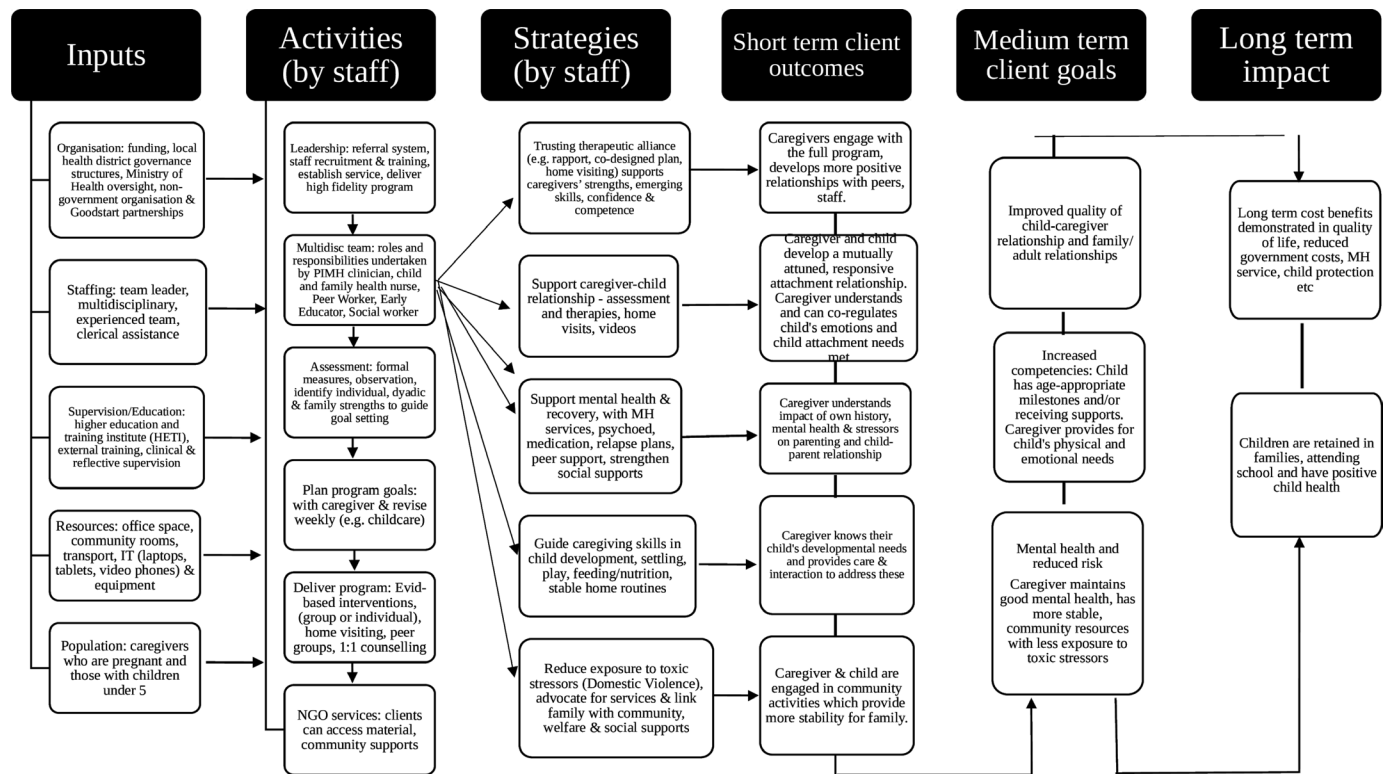 Inputs
Activities
(by staff)
Strategies
(by staff)
Short term client
outcomes
Medium term
client goals
Long term
impact
Organisation: funding, local
health district governance
structures, Ministry of
Health oversight, non-
government organisation &
Goodstart partnerships
Staffing: team leader,
multidisciplinary,
experienced team,
clerical assistance
Supervision/Education:
higher education and
training institute (HETI),
external training, clinical &
reflective supervision
Resources: office space,
community rooms,
transport, IT (laptops,
tablets, video phones) &
equipment
Population: caregivers
who are pregnant and
those with children
under 5
Leadership: referral system,
staff recruitment & training,
establish service, deliver
high fidelity program
Multidisc team: roles and
responsibilities undertaken
by PIMH clinician, child
and family health nurse,
Peer Worker, Early
Educator, Social worker
Assessment: formal
measures, observation,
identify individual, dyadic
& family strengths to guide
goal setting
Plan program goals:
with caregiver & revise
weekly (e.g. childcare)
Deliver program: Evid-
based interventions,
(group or individual),
home visiting, peer
groups, 1:1 counselling
NGO services: clients
can access material,
community supports
Trusting therapeutic alliance
(e.g. rapport, co-designed plan,
home visiting) supports
caregivers’ strengths, emerging
skills, confidence &
competence
Support caregiver-child
relationship - assessment
and therapies, home
visits, videos
Support mental health &
recovery, with MH
services, psychoed,
medication, relapse plans,
peer support, strengthen
social supports
Guide caregiving skills in
child development, settling,
play, feeding/nutrition,
stable home routines
Reduce exposure to toxic
stressors (Domestic Violence),
advocate for services & link
family with community,
welfare & social supports
Caregivers engage with
the full program,
develops more positive
relationships with peers,
staff.
Caregiver and child
develop a mutually
attuned, responsive
attachment relationship.
Caregiver understands
and can co-regulates
child's emotions and
child attachment needs
met
Caregiver understands
impact of own history,
mental health & stressors
on parenting and child-
parent relationship
Caregiver knows their
child's developmental needs
and provides care &
interaction to address these
Caregiver & child are
engaged in community
activities which provide
more stability for family.
Improved quality of
child-caregiver
relationship and family/
adult relationships
Increased
competencies: Child
has age-appropriate
milestones and/or
receiving supports.
Caregiver provides for
child's physical and
emotional needs
Mental health and
reduced risk
Caregiver maintains
good mental health, has
more stable,
community resources
with less exposure to
toxic stressors
Long term cost benefits
demonstrated in quality
of life, reduced
government costs, MH
service, child protection
etc
Children are retained in
families, attending
school and have positive
child health